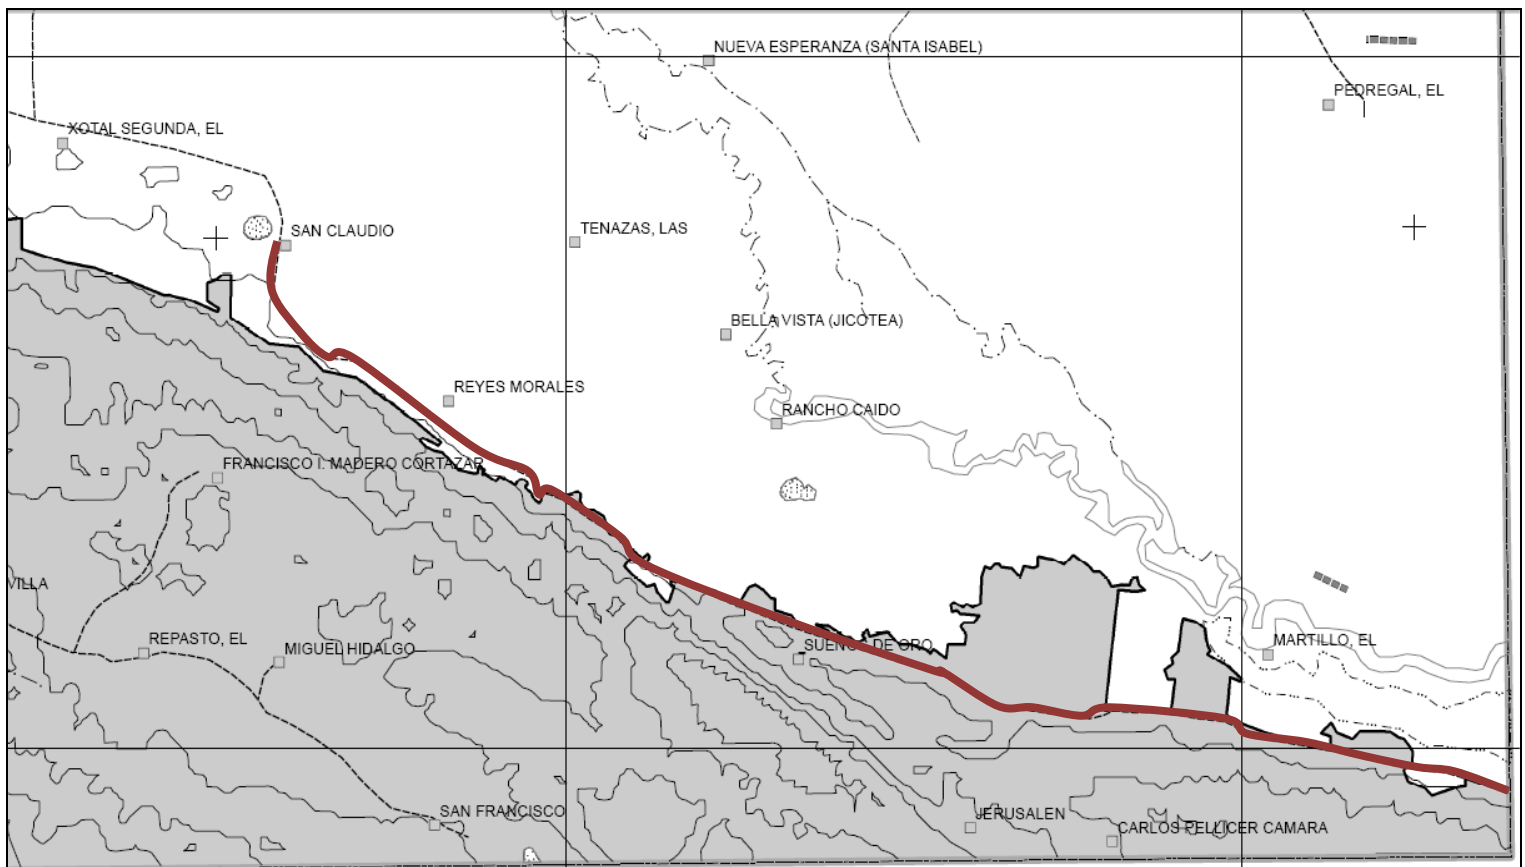 NUEVA ESPERANZA (SANTA ISABEL)
PEDREGAL, EL
XOTAL SEGUNDA, EL
SAN CLAUDIO
TENAZAS, LAS
BELLA VISTA (JICOTEA)
REYES MORALES
RANCHO CAIDO
FRANCISCO I. MADERO CORTAZAR
VILLA
REPASTO, EL
MIGUEL HIDALGO
SUENOS DE ORO
MARTILLO, EL
SAN FRANCISCO
JERUSALEN
CARLOS PELLICER CAMARA